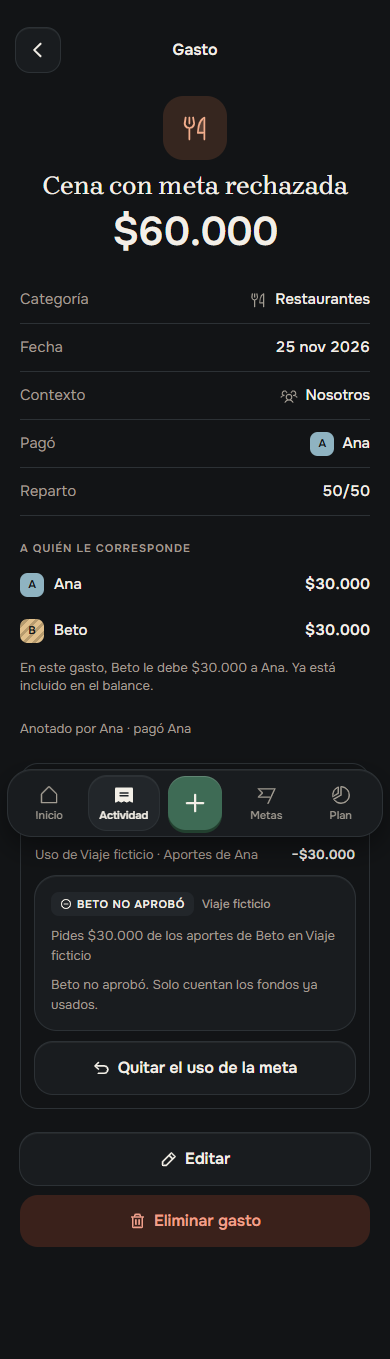 Gasto
Cena con meta rechazada
$60.000
Categoría Restaurantes
Fecha 25 nov 2026
Contexto Nosotros
Pagó A Ana
Reparto 50/50
A QUIÉN LE CORRESPONDE
A Ana $30.000
B Beto $30.000
En este gasto, Beto le debe $30.000 a Ana. Ya está
incluido en el balance.
Anotado por Ana · pagó Ana
Inicio Actividad Metas Plan
Uso de Viaje ficticio · Aportes de Ana −$30.000
BETO NO APROBÓ Viaje ficticio
Pides $30.000 de los aportes de Beto en Viaje
ficticio
Beto no aprobó. Solo cuentan los fondos ya
usados.
Quitar el uso de la meta
Editar
Eliminar gasto